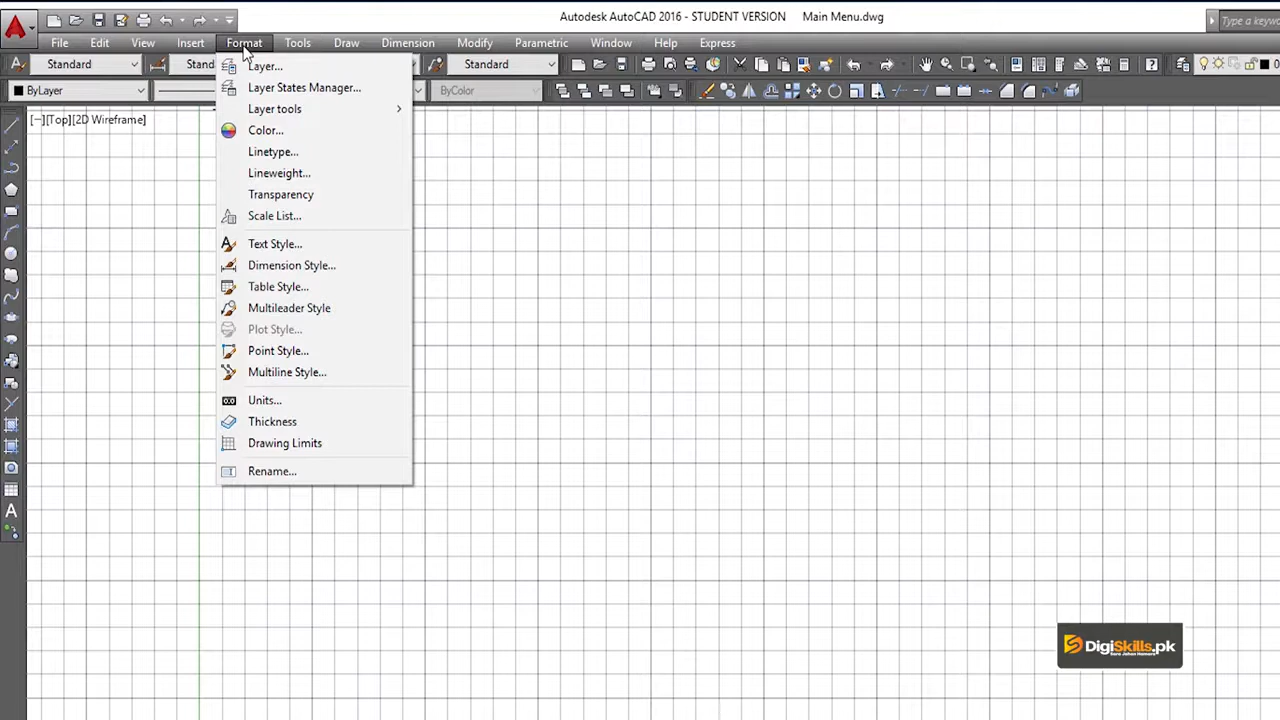 Autodesk AutoCAD 2016 - STUDENT VERSION Main Menu.dwg
Type a keyw
File Edit View Insert Format Tools Draw Dimension Modify Parametric Window Help Express
Standard Stand Standard 0
ByLayer ByColor
[−][Top][2D Wireframe]
Layer...
Layer States Manager...
Layer tools
Color...
Linetype...
Lineweight...
Transparency
Scale List...
Text Style...
Dimension Style...
Table Style...
Multileader Style
Plot Style...
Point Style...
Multiline Style...
Units...
Thickness
Drawing Limits
Rename...
A
DigiSkills.pk